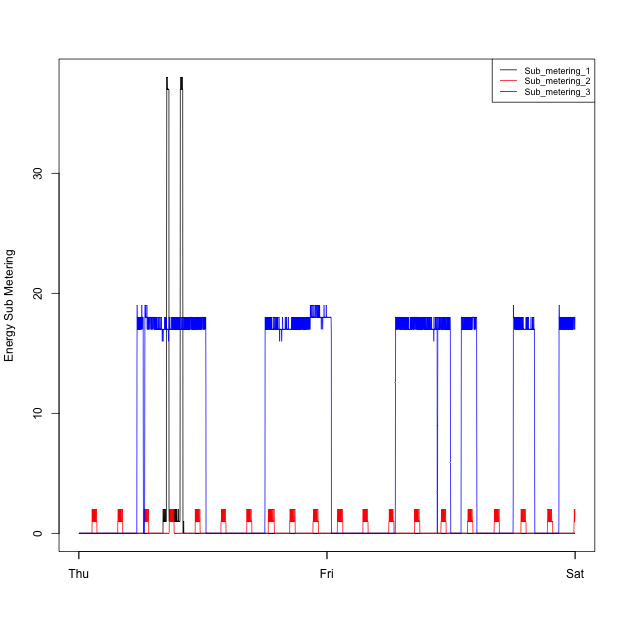 Sub_metering_1
Sub_metering_2
Sub_metering_3
Energy Sub Metering
30
20
10
0
Thu Fri Sat